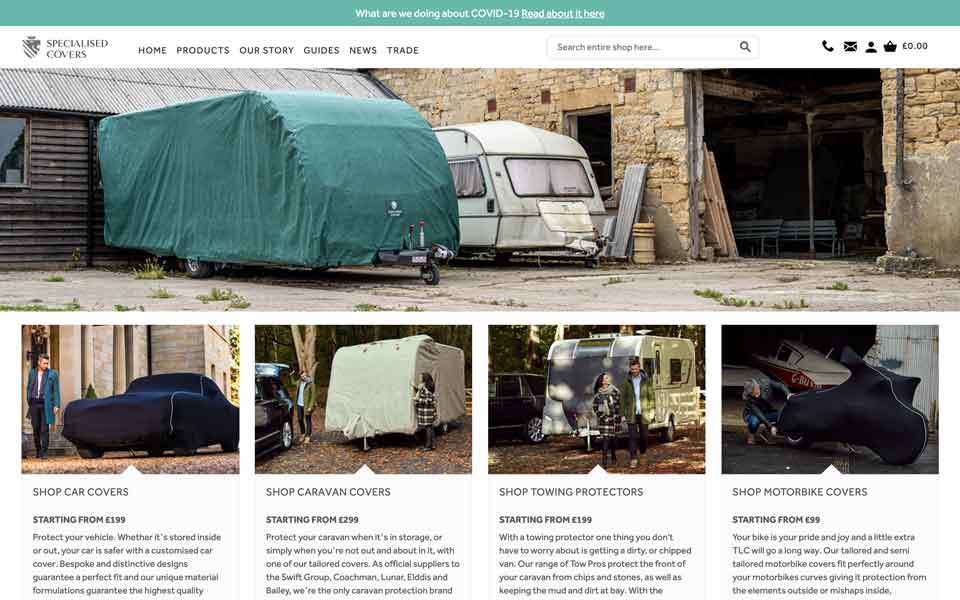 What are we doing about COVID-19 Read about it here
SPECIALISED
COVERS
HOME PRODUCTS OUR STORY GUIDES NEWS TRADE
Search entire shop here...
£0.00
SHOP CAR COVERS
STARTING FROM £199
Protect your vehicle. Whether it's stored inside
or out, your car is safer with a customised car
cover. Bespoke and distinctive designs
guarantee a perfect fit and our unique material
formulations guarantee the highest quality
SHOP CARAVAN COVERS
STARTING FROM £299
Protect your caravan when it's in storage, or
simply when you're not out and about in it, with
one of our tailored covers. As official suppliers to
the Swift Group, Coachman, Lunar, Elddis and
Bailey, we're the only caravan protection brand
SHOP TOWING PROTECTORS
STARTING FROM £199
With a towing protector one thing you don't
have to worry about is getting a dirty, or chipped
van. Our range of Tow Pros protect the front of
your caravan from chips and stones, as well as
keeping the mud and dirt at bay. With the
SHOP MOTORBIKE COVERS
STARTING FROM £99
Your bike is your pride and joy and a little extra
TLC will go a long way. Our tailored and semi
tailored motorbike covers fit perfectly around
your motorbikes curves giving it protection from
the elements outside or mishaps inside,